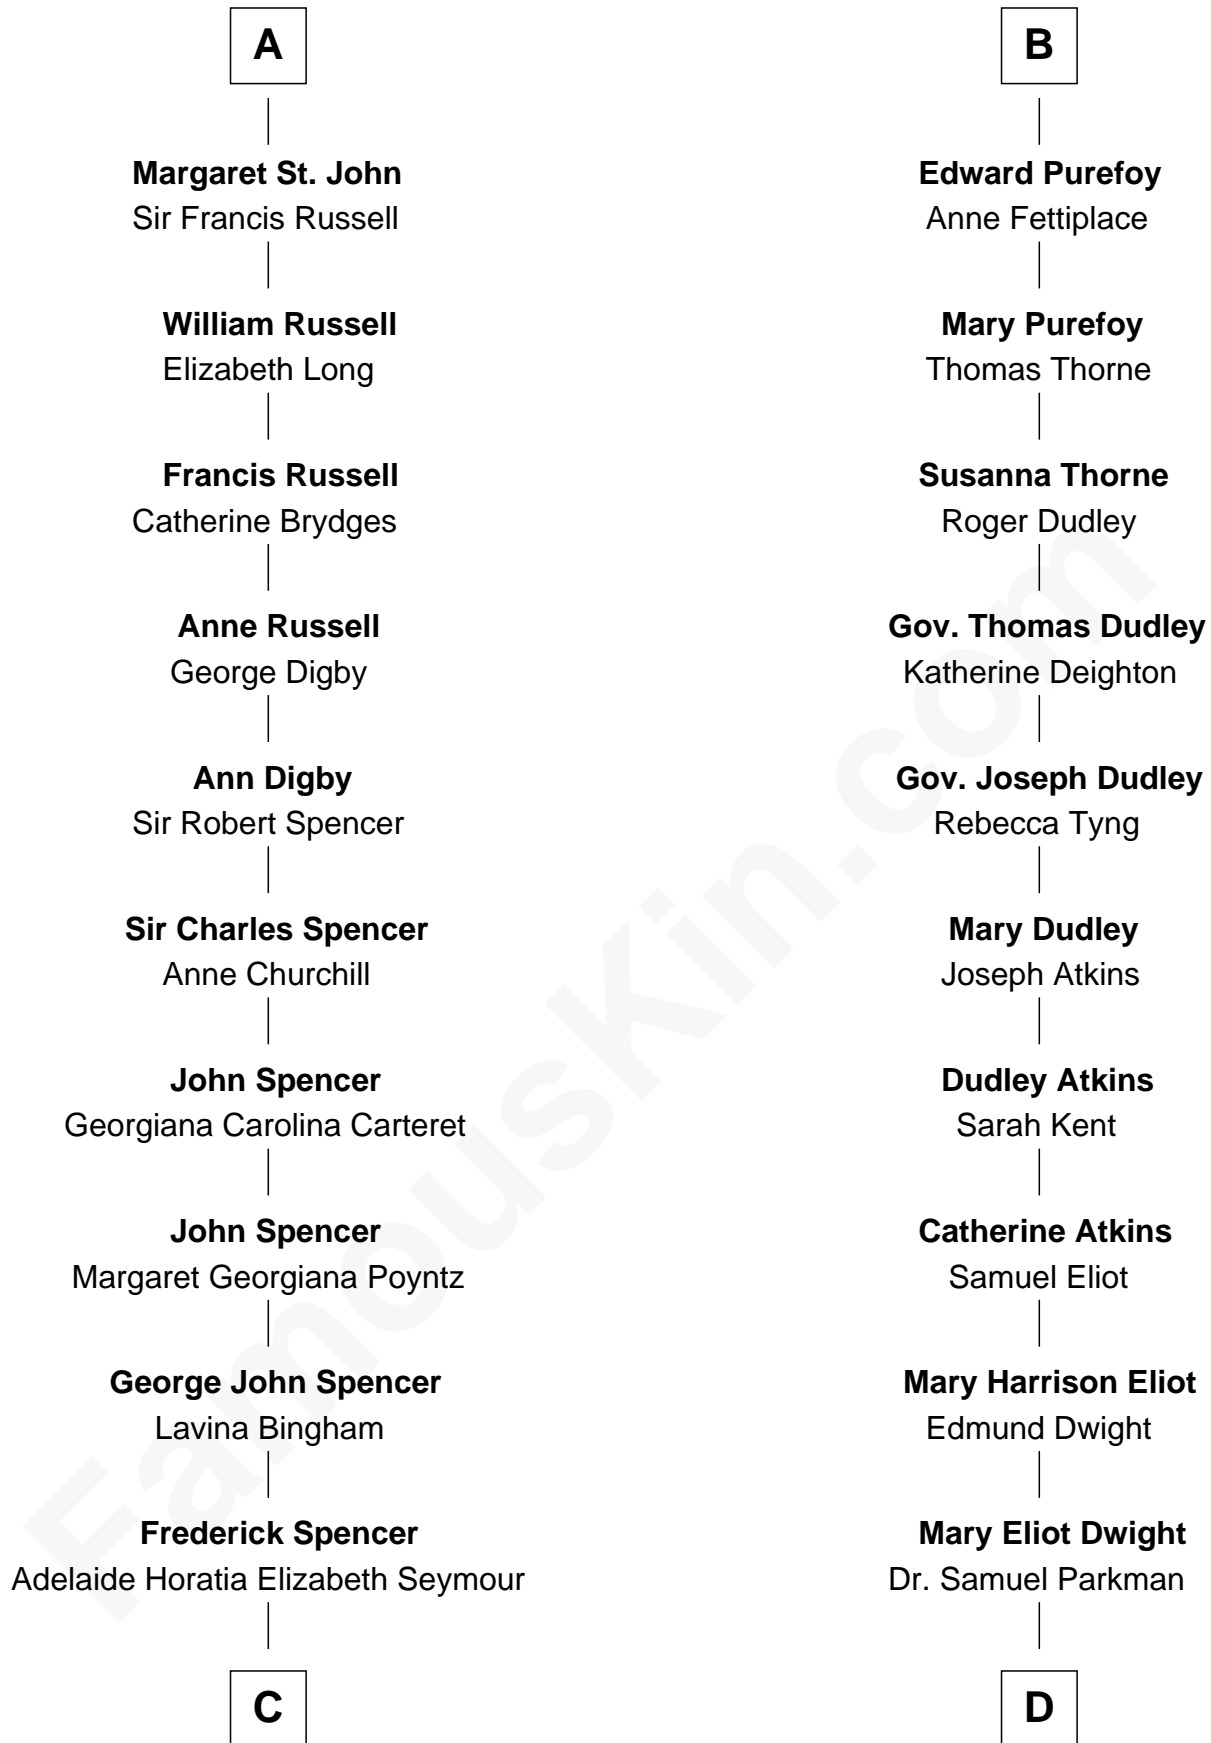 A
Margaret St. John
Sir Francis Russell
William Russell
Elizabeth Long
Francis Russell
Catherine Brydges
Anne Russell
George Digby
Ann Digby
Sir Robert Spencer
Sir Charles Spencer
Anne Churchill
John Spencer
Georgiana Carolina Carteret
John Spencer
Margaret Georgiana Poyntz
George John Spencer
Lavina Bingham
Frederick Spencer
Adelaide Horatia Elizabeth Seymour
C
B
Edward Purefoy
Anne Fettiplace
Mary Purefoy
Thomas Thorne
Susanna Thorne
Roger Dudley
Gov. Thomas Dudley
Katherine Deighton
Gov. Joseph Dudley
Rebecca Tyng
Mary Dudley
Joseph Atkins
Dudley Atkins
Sarah Kent
Catherine Atkins
Samuel Eliot
Mary Harrison Eliot
Edmund Dwight
Mary Eliot Dwight
Dr. Samuel Parkman
D
FamousKin.com